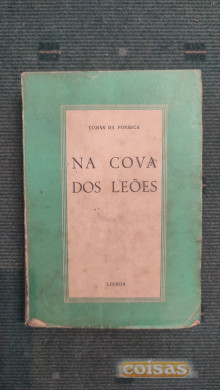 TOMÁS DA FONSECA
NA COVA
DOS LEÕES
LISBOA
coisas